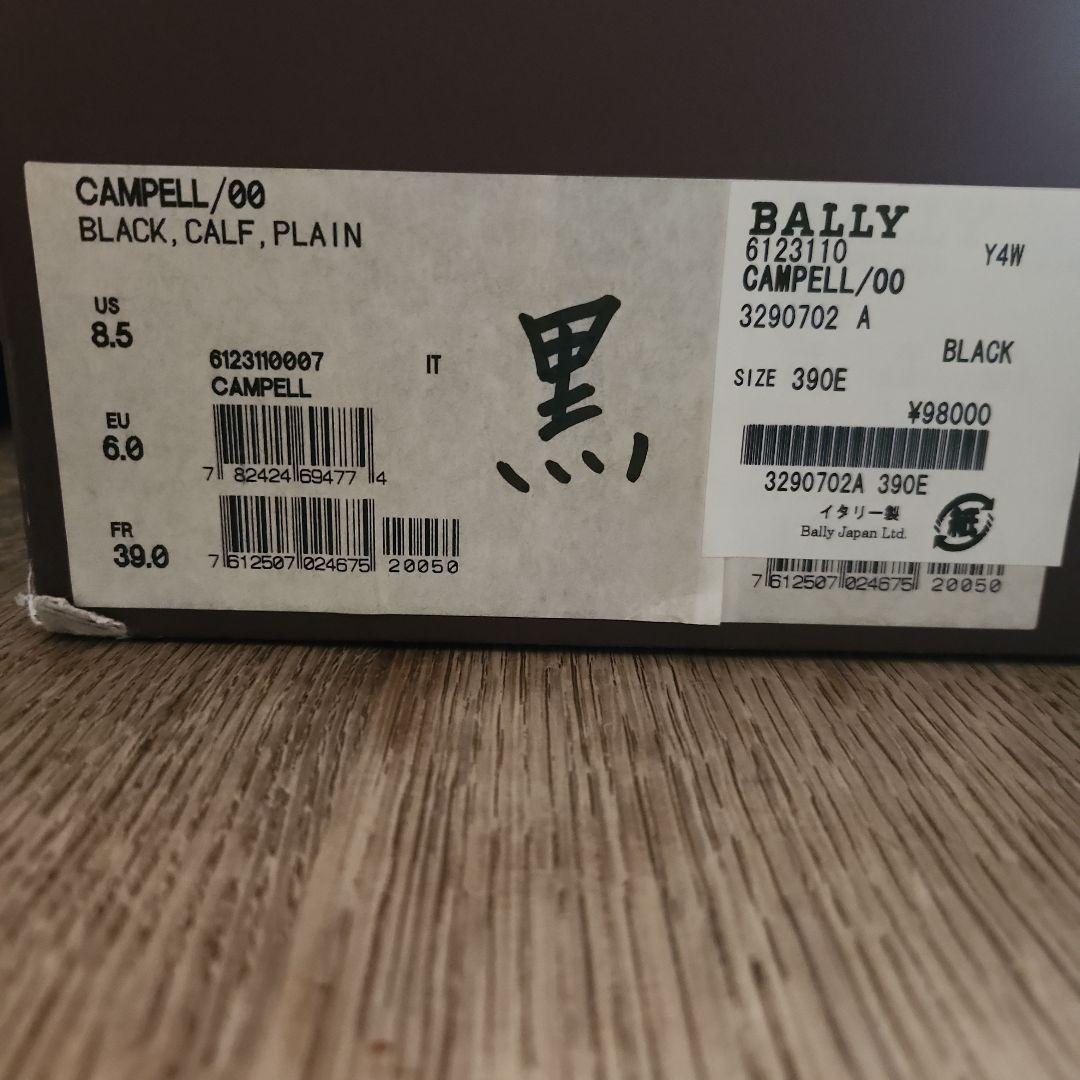 CAMPELL/00
BLACK,CALF,PLAIN
US
8.5
EU
6.0
FR
39.0
6123110007
IT
CAMPELL
7 82424 69477 4
7 612507 024675 20050
黒
BALLY
6123110
Y4W
CAMPELL/00
3290702 A
BLACK
SIZE 390E
¥98000
3290702A 390E
イタリー製
Bally Japan Ltd.
紙
7 612507 024675 20050